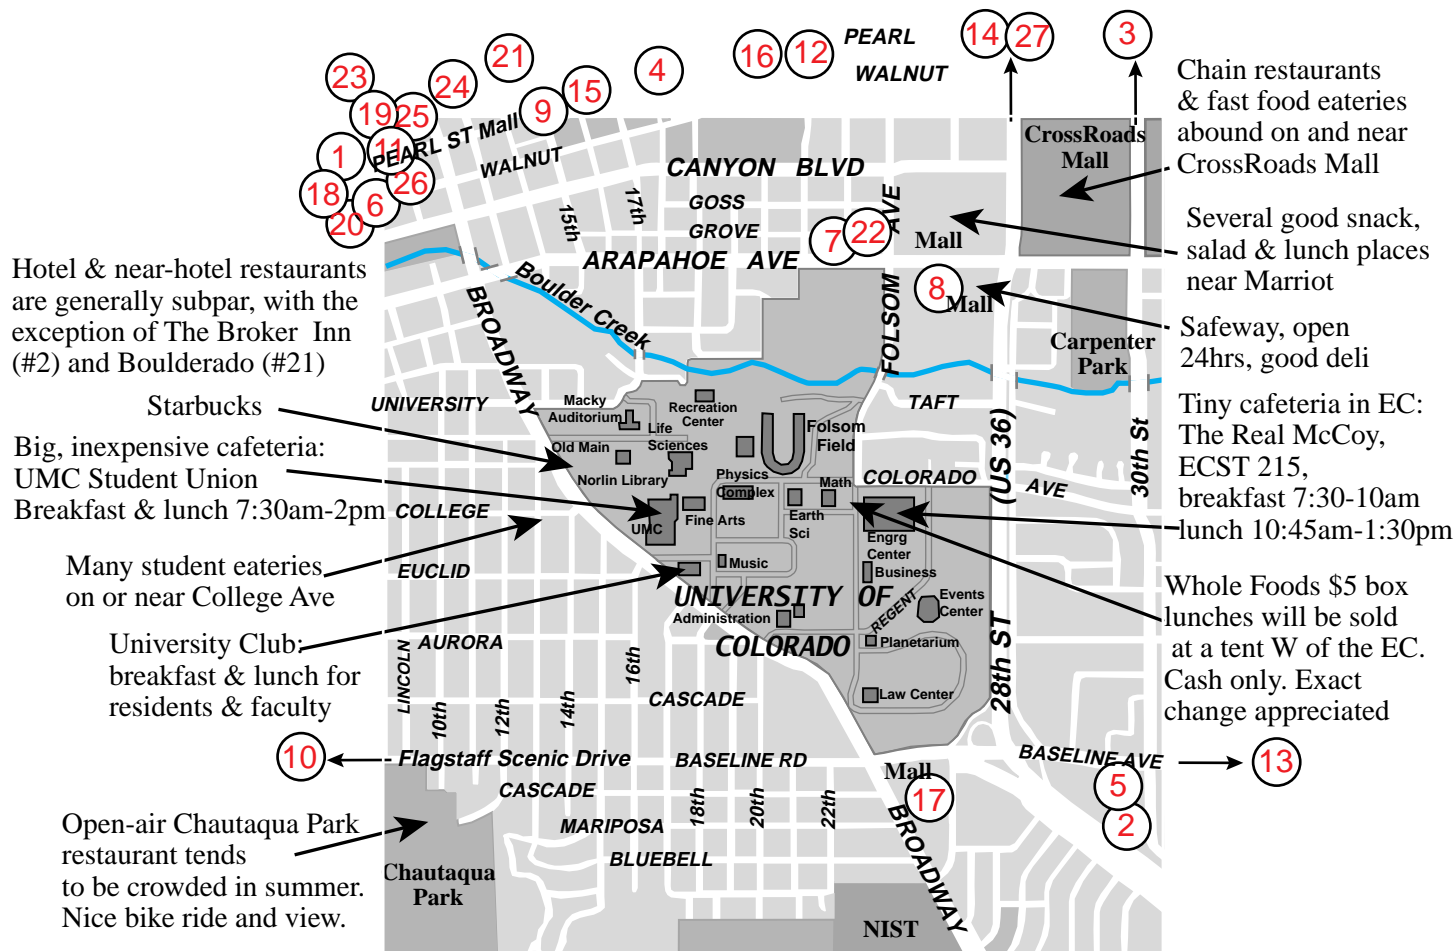 23
21
4
16
12
PEARL
WALNUT
14
27
3
24
19
25
9
15
1
11
PEARL ST Mall
WALNUT
18
6
26
20
CANYON BLVD
GOSS
GROVE
15th
17th
ARAPAHOE AVE
7
22
FOLSOM AVE
Mall
CrossRoads
Mall
8
Mall
Chain restaurants
& fast food eateries
abound on and near
CrossRoads Mall
Several good snack,
salad & lunch places
near Marriot
Safeway, open
24hrs, good deli
Hotel & near-hotel restaurants
are generally subpar, with the
exception of The Broker Inn
(#2) and Boulderado (#21)
Starbucks
Big, inexpensive cafeteria:
UMC Student Union
Breakfast & lunch 7:30am-2pm
Many student eateries
on or near College Ave
University Club:
breakfast & lunch for
residents & faculty
BROADWAY
Boulder Creek
Carpenter
Park
UNIVERSITY
Macky
Auditorium
Recreation
Center
Life
Sciences
Old Main
Norlin Library
Folsom
Field
TAFT
Physics
Complex
Math
COLORADO AVE
(US 36)
30th St
COLLEGE
UMC
Fine Arts
Earth
Sci
Engrg
Center
Music
Business
EUCLID
UNIVERSITY OF
COLORADO
Administration
REGENT
Events
Center
Planetarium
Law Center
28th ST
Tiny cafeteria in EC:
The Real McCoy,
ECST 215,
breakfast 7:30-10am
lunch 10:45am-1:30pm
Whole Foods $5 box
lunches will be sold
at a tent W of the EC.
Cash only. Exact
change appreciated
AURORA
LINCOLN
10th
12th
14th
16th
CASCADE
10
Flagstaff Scenic Drive
BASELINE RD
BASELINE AVE
13
CASCADE
18th
20th
22th
Mall
17
5
2
MARIPOSA
BLUEBELL
BROADWAY
Open-air Chautaqua Park
restaurant tends
to be crowded in summer.
Nice bike ride and view.
Chautaqua
Park
NIST